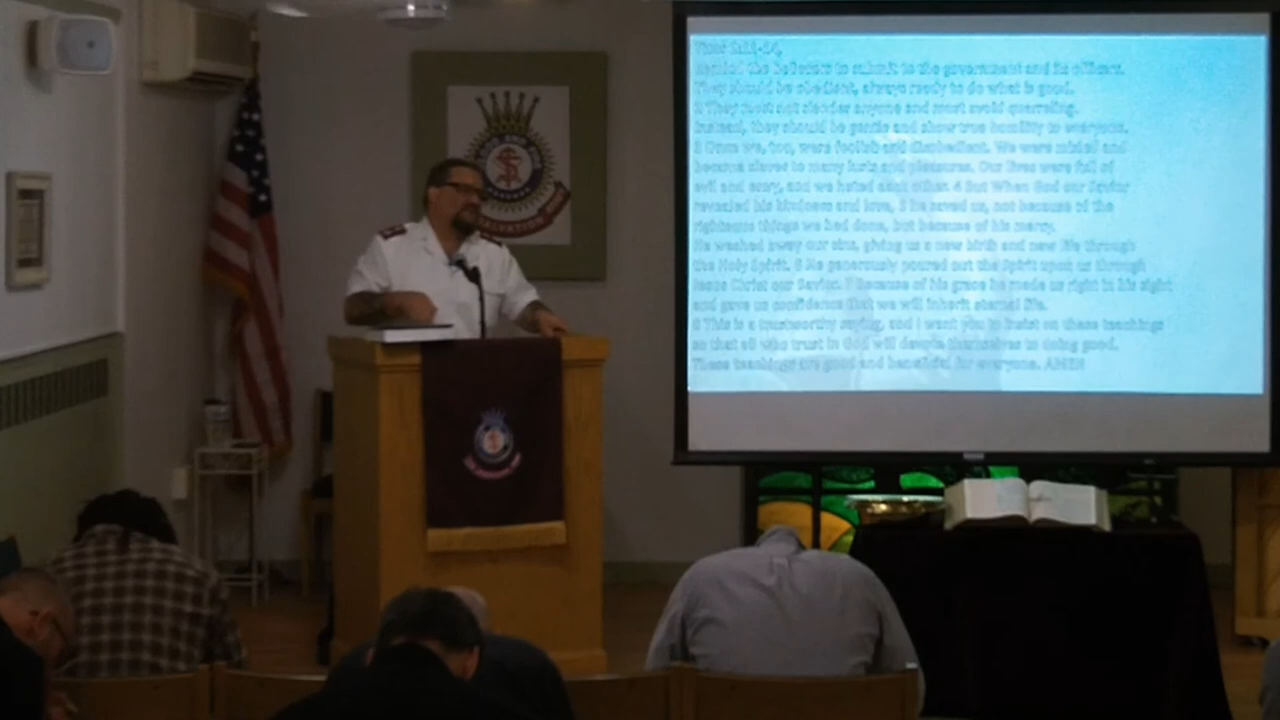 SALVATION
Remind the believers to submit to the government and its officers.
They should be obedient, always ready to do what is good.
2 They must not slander anyone and must avoid quarreling.
Instead, they should be gentle and show true humility to everyone.
3 Once we, too, were foolish and disobedient. We were misled and
became slaves to many lusts and pleasures. Our lives were full of
evil and envy, and we hated each other. 4 But When God our Savior
revealed his kindness and love, 5 he saved us, not because of the
righteous things we had done, but because of his mercy.
He washed away our sins, giving us a new birth and new life through
the Holy Spirit. 6 He generously poured out the Spirit upon us through
Jesus Christ our Savior. 7 Because of his grace he made us right in his sight
and gave us confidence that we will inherit eternal life.
8 This is a trustworthy saying, and I want you to insist on these teachings
so that all who trust in God will devote themselves to doing good.
These teachings are good and beneficial for everyone. AMEN